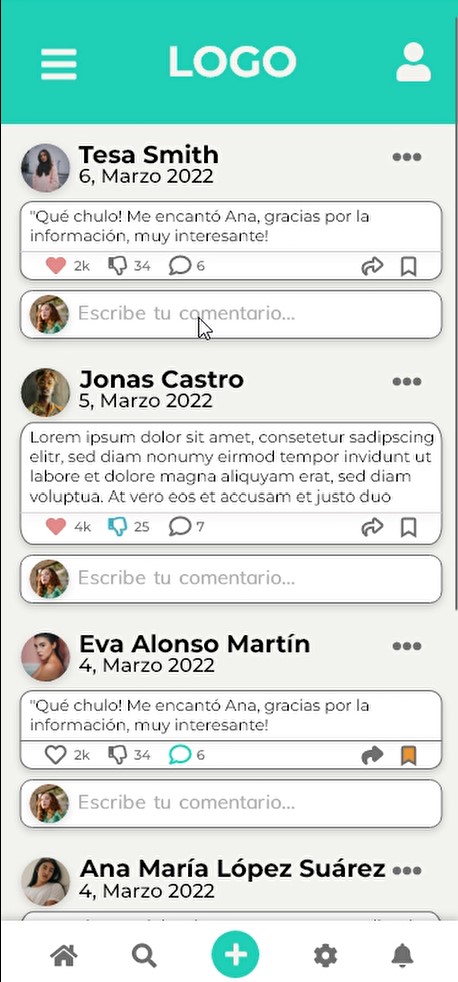 LOGO
Tesa Smith
6, Marzo 2022
"Qué chulo! Me encantó Ana, gracias por la
información, muy interesante!
2k 34 6
Escribe tu comentario...
Jonas Castro
5, Marzo 2022
Lorem ipsum dolor sit amet, consetetur sadipscing
elitr, sed diam nonumy eirmod tempor invidunt ut
labore et dolore magna aliquyam erat, sed diam
voluptua. At vero eos et accusam et justo duo
4k 25 7
Escribe tu comentario...
Eva Alonso Martín
4, Marzo 2022
"Qué chulo! Me encantó Ana, gracias por la
información, muy interesante!
2k 34 6
Escribe tu comentario...
Ana María López Suárez
4, Marzo 2022